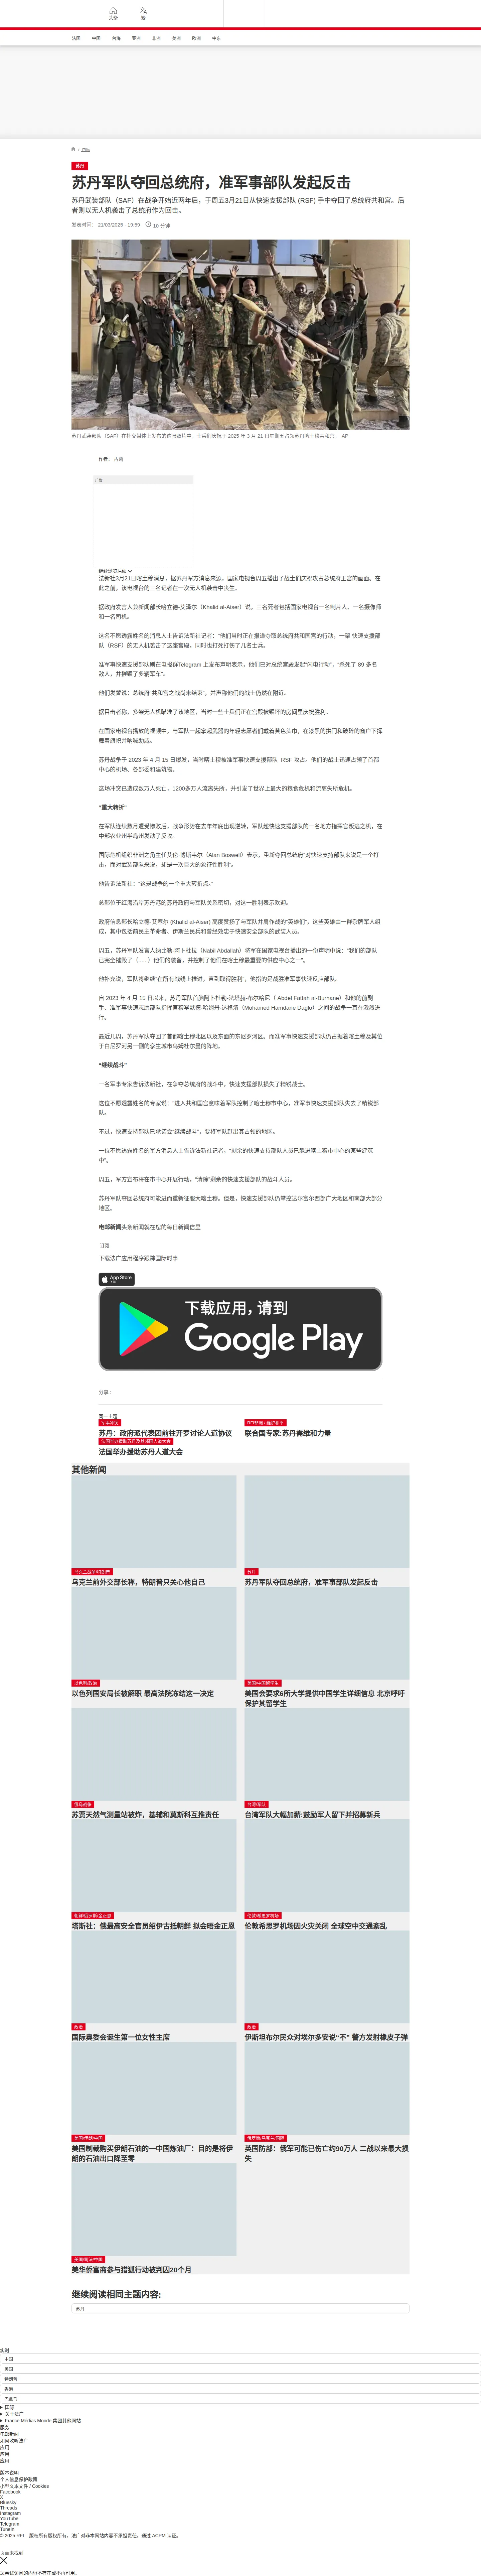 头条
繁
法国
中国
台海
亚洲
非洲
美洲
欧洲
中东
/ 国际
苏丹
苏丹军队夺回总统府，准军事部队发起反击
苏丹武装部队（SAF）在战争开始近两年后，于周五3月21日从快速支援部队 (RSF) 手中夺回了总统府共和宫。后者则以无人机袭击了总统府作为回击。
发表时间： 21/03/2025 - 19:59
10 分钟
苏丹武装部队（SAF）在社交媒体上发布的这张照片中，士兵们庆祝于 2025 年 3 月 21 日星期五占领苏丹喀土穆共和宫。 AP
作者： 古莉
广告
继续浏览后续
法新社3月21日喀土穆消息，据苏丹军方消息来源，国家电视台周五播出了战士们庆祝攻占总统府王宫的画面。在此之前，该电视台的三名记者在一次无人机袭击中丧生。
据政府发言人兼新闻部长哈立德-艾泽尔（Khalid al-Aiser）说，三名死者包括国家电视台一名制片人、一名摄像师和一名司机。
这名不愿透露姓名的消息人士告诉法新社记者："他们当时正在报道夺取总统府共和国宫的行动，一架 快速支援部队（RSF）的无人机袭击了这座宫殿，同时也打死打伤了几名士兵。
准军事快速支援部队则在电报群Telegram 上发布声明表示，他们已对总统宫殿发起"闪电行动"，"杀死了 89 多名敌人，并摧毁了多辆军车"。
他们发誓说：总统府"共和宫之战尚未结束"，并声称他们的战士仍然在附近。
据目击者称，多架无人机瞄准了该地区，当时一些士兵们正在宫殿被毁坏的房间里庆祝胜利。
在国家电视台播放的视频中，与军队一起拿起武器的年轻志愿者们戴着黄色头巾，在漆黑的拱门和破碎的窗户下挥舞着旗帜并呐喊助威。
苏丹战争于 2023 年 4 月 15 日爆发，当时喀土穆被准军事快速支援部队 RSF 攻占。他们的战士迅速占领了首都中心的机场、各部委和建筑物。
这场冲突已造成数万人死亡，1200多万人流离失所，并引发了世界上最大的粮食危机和流离失所危机。
"重大转折"
在军队连续数月遭受惨败后，战争形势在去年年底出现逆转，军队赶快速支援部队的一名地方指挥官叛逃之机，在中部农业州半岛州发动了反攻。
国际危机组织非洲之角主任艾伦·博斯韦尔（Alan Boswell）表示，重新夺回总统府"对快速支持部队来说是一个打击，而对武装部队来说，却是一次巨大的象征性胜利"。
他告诉法新社："这是战争的一个重大转折点。"
总部位于红海沿岸苏丹港的苏丹政府与军队关系密切，对这一胜利表示欢迎。
政府信息部长哈立德·艾塞尔 (Khalid al-Aiser) 高度赞扬了与军队并肩作战的"英雄们"，这些英雄由一群杂牌军人组成，其中包括前民主革命者、伊斯兰民兵和曾经效忠于快速安全部队的武装人员。
周五，苏丹军队发言人纳比勒-阿卜杜拉（Nabil Abdallah）将军在国家电视台播出的一份声明中说："我们的部队已完全摧毁了（......）他们的装备，并控制了他们在喀土穆最重要的供应中心之一"。
他补充说，军队将继续"在所有战线上推进，直到取得胜利"，他指的是战胜准军事快速反应部队。
自 2023 年 4 月 15 日以来，苏丹军队首脑阿卜杜勒-法塔赫-布尔哈尼（ Abdel Fattah al-Burhane）和他的前副手、准军事快速志愿部队指挥官穆罕默德-哈姆丹-达格洛（Mohamed Hamdane Daglo）之间的战争一直在激烈进行。
最近几周，苏丹军队夺回了首都喀土穆北区以及东面的东尼罗河区。而准军事快速支援部队仍占据着喀土穆及其位于白尼罗河另一侧的孪生城市乌姆杜尔曼的阵地。
"继续战斗"
一名军事专家告诉法新社，在争夺总统府的战斗中，快速支援部队损失了精锐战士。
这位不愿透露姓名的专家说："进入共和国宫意味着军队控制了喀土穆市中心，准军事快速支援部队失去了精锐部队。
不过，快速支持部队已承诺会"继续战斗"，要将军队赶出其占领的地区。
一位不愿透露姓名的军方消息人士告诉法新社记者，"剩余的快速支持部队人员已躲进喀土穆市中心的某些建筑中"。
周五，军方宣布将在市中心开展行动，"清除"剩余的快速支援部队的战斗人员。
苏丹军队夺回总统府可能进而重新征服大喀土穆。但是，快速支援部队仍掌控达尔富尔西部广大地区和南部大部分地区。
电邮新闻头条新闻就在您的每日新闻信里
订阅
下载法广应用程序跟踪国际时事
App Store
下载应用，请到
Google Play
分享 :
同一主题
军事冲突
苏丹：政府派代表团前往开罗讨论人道协议
RFI非洲 / 维护和平
联合国专家:苏丹需维和力量
法国举办援助苏丹及其邻国人道大会
法国举办援助苏丹人道大会
其他新闻
乌克兰战争/特朗普
乌克兰前外交部长称，特朗普只关心他自己
苏丹
苏丹军队夺回总统府，准军事部队发起反击
以色列/政治
以色列国安局长被解职 最高法院冻结这一决定
美国/中国留学生
美国会要求6所大学提供中国学生详细信息 北京呼吁保护其留学生
俄乌战争
苏贾天然气测量站被炸，基辅和莫斯科互推责任
台湾/军队
台湾军队大幅加薪:鼓励军人留下并招募新兵
朝鲜/俄罗斯/金正恩
塔斯社：俄最高安全官员绍伊古抵朝鲜 拟会晤金正恩
伦敦/希思罗机场
伦敦希思罗机场因火灾关闭 全球空中交通紊乱
政治
国际奥委会诞生第一位女性主席
政治
伊斯坦布尔民众对埃尔多安说"不" 警方发射橡皮子弹
美国/伊朗/中国
美国制裁购买伊朗石油的一中国炼油厂：目的是将伊朗的石油出口降至零
俄罗斯/乌克兰/国际
英国防部：俄军可能已伤亡约90万人 二战以来最大损失
美国/司法/中国
美华侨富商参与猎狐行动被判囚20个月
继续阅读相同主题内容:
苏丹
实时
中国
美国
特朗普
香港
巴拿马
国际
关于法广
France Médias Monde 集团其他网站
服务
电邮新闻
如何收听法广
应用
应用
应用
版本说明
个人信息保护政策
小型文本文件 / Cookies
Facebook
X
Bluesky
Threads
Instagram
YouTube
Telegram
TuneIn
© 2025 RFI – 版权所有版权所有。法广对非本网站内容不承担责任。通过 ACPM 认证。
页面未找到
您尝试访问的内容不存在或不再可用。